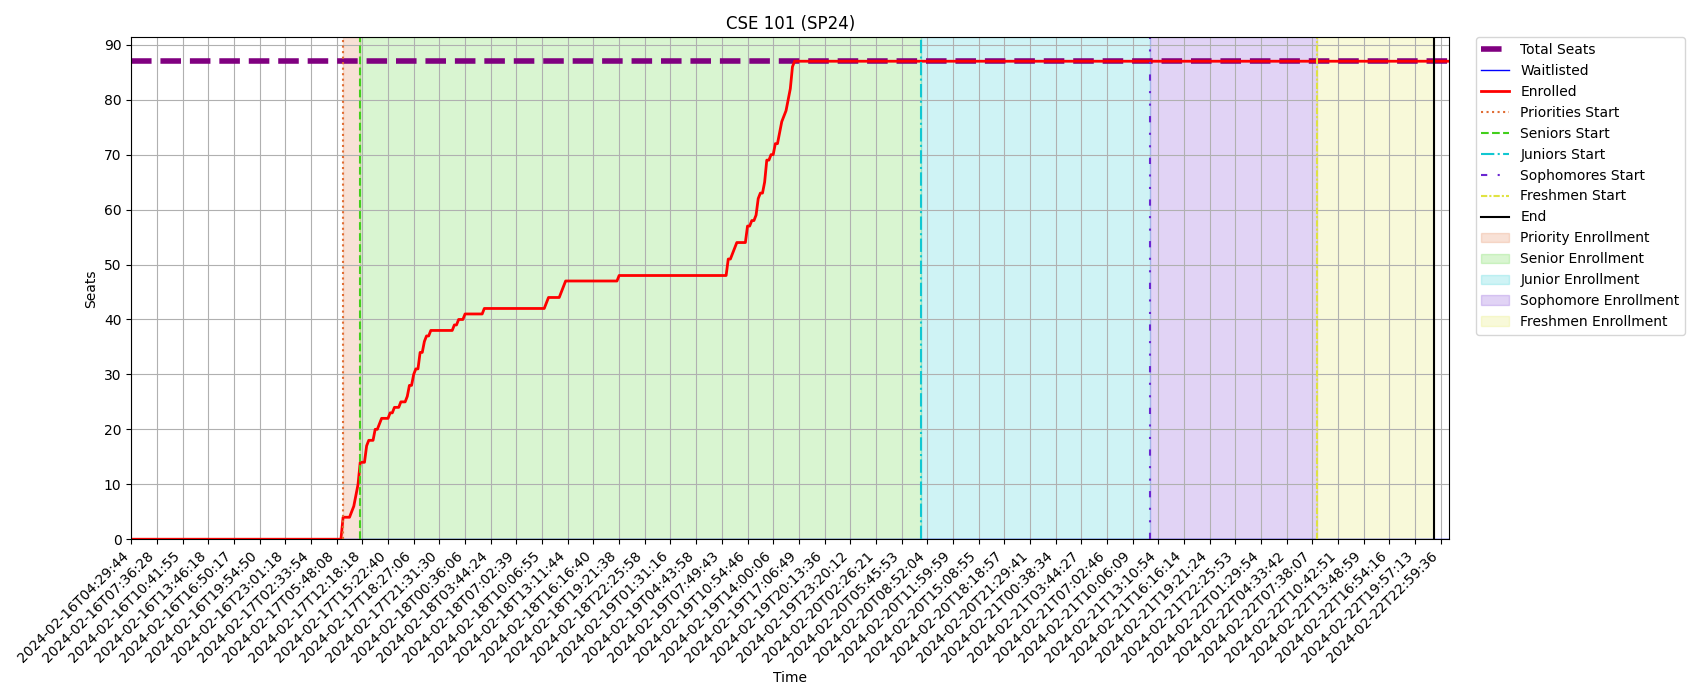 CSE 101 (SP24)
90
80
70
60
50
40
30
20
10
0
Seats
2024-02-16T04:29:44
2024-02-16T07:36:28
2024-02-16T10:41:55
2024-02-16T13:46:18
2024-02-16T16:50:17
2024-02-16T19:54:50
2024-02-16T23:01:18
2024-02-17T02:33:54
2024-02-17T05:48:08
2024-02-17T12:18:18
2024-02-17T15:22:40
2024-02-17T18:27:06
2024-02-17T21:31:30
2024-02-18T00:36:06
2024-02-18T03:44:24
2024-02-18T07:02:39
2024-02-18T10:06:55
2024-02-18T13:11:44
2024-02-18T16:16:40
2024-02-18T19:21:38
2024-02-18T22:25:58
2024-02-19T01:31:16
2024-02-19T04:43:58
2024-02-19T07:49:43
2024-02-19T10:54:46
2024-02-19T14:00:06
2024-02-19T17:06:49
2024-02-19T20:13:36
2024-02-19T23:20:12
2024-02-20T02:26:21
2024-02-20T05:45:53
2024-02-20T08:52:04
2024-02-20T11:59:59
2024-02-20T15:08:55
2024-02-20T18:18:57
2024-02-20T21:29:41
2024-02-21T00:38:34
2024-02-21T03:44:27
2024-02-21T07:02:46
2024-02-21T10:06:09
2024-02-21T13:10:54
2024-02-21T16:16:14
2024-02-21T19:21:24
2024-02-21T22:25:53
2024-02-22T01:29:54
2024-02-22T04:33:42
2024-02-22T07:38:07
2024-02-22T10:42:51
2024-02-22T13:48:59
2024-02-22T16:54:16
2024-02-22T19:57:13
2024-02-22T22:59:36
Time
Total Seats
Waitlisted
Enrolled
Priorities Start
Seniors Start
Juniors Start
Sophomores Start
Freshmen Start
End
Priority Enrollment
Senior Enrollment
Junior Enrollment
Sophomore Enrollment
Freshmen Enrollment